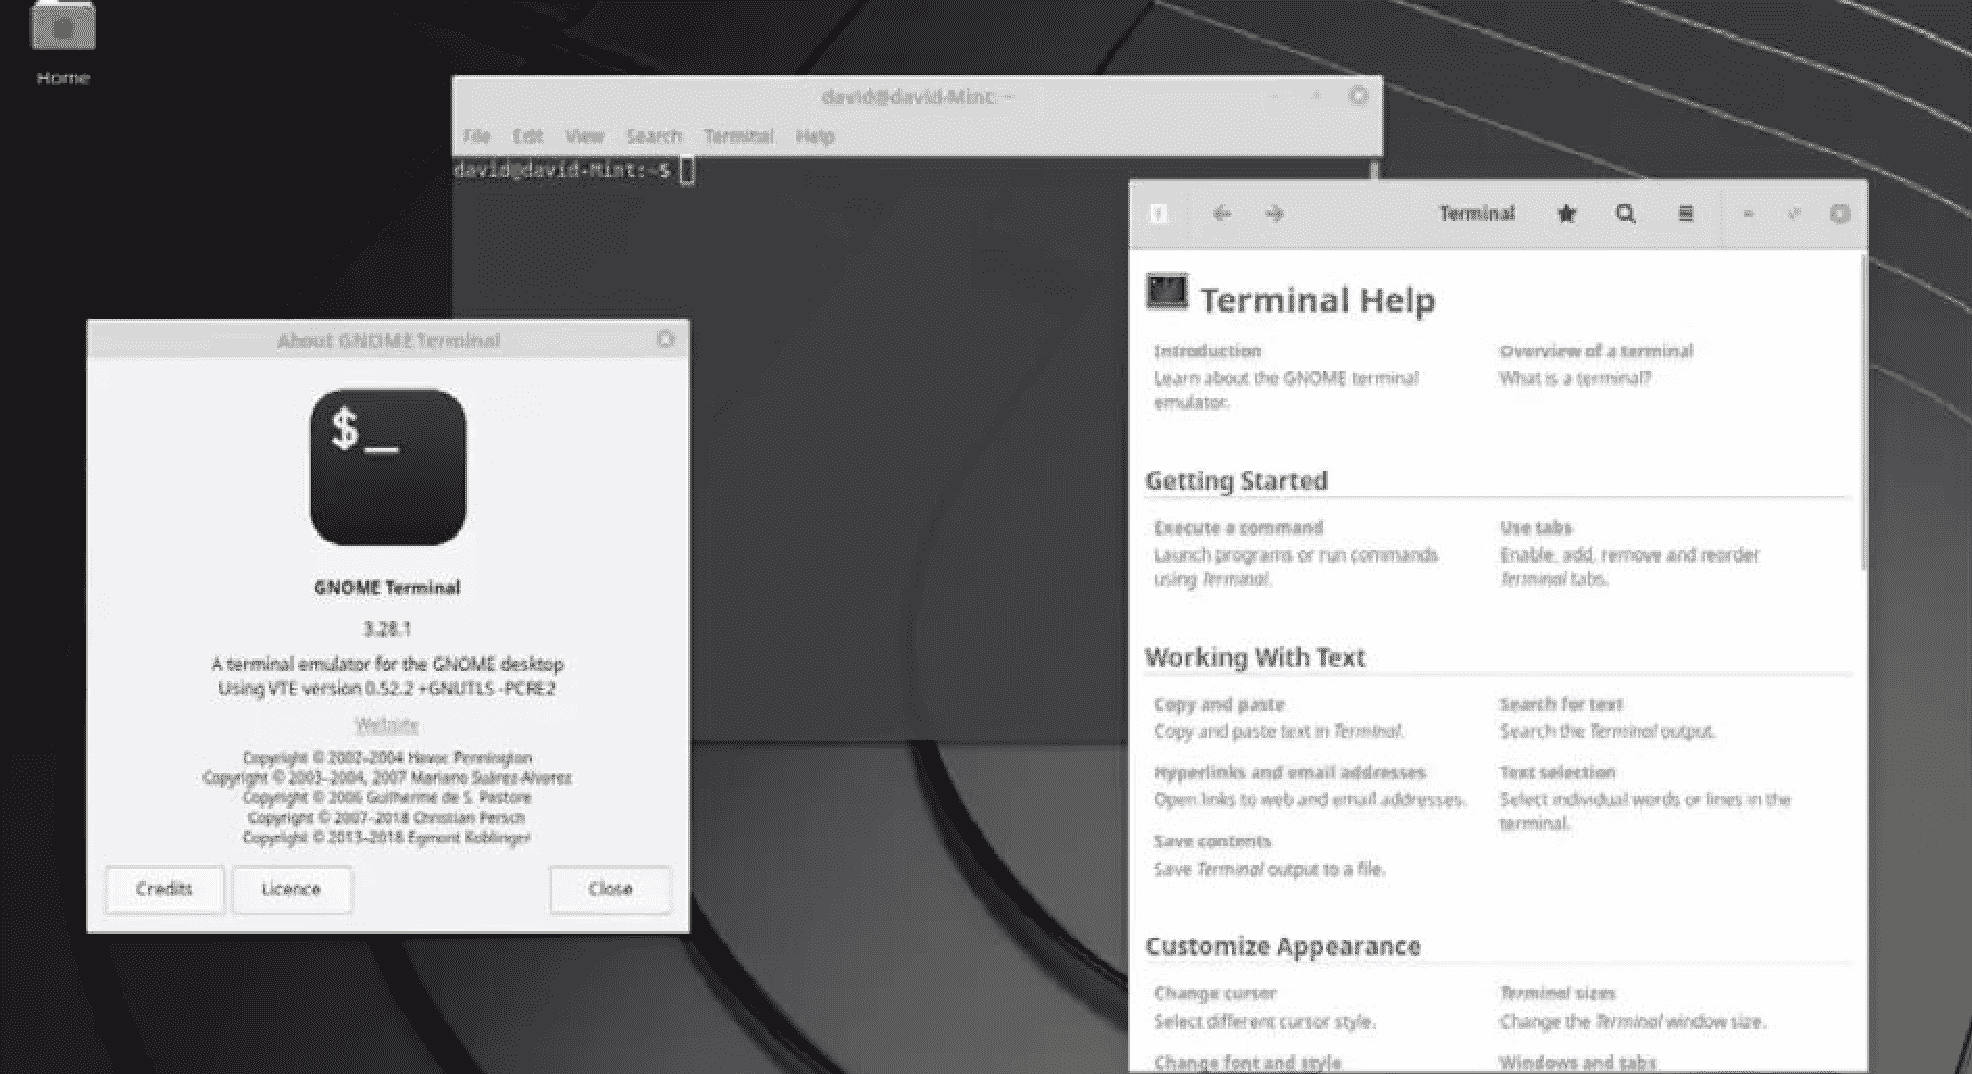 Home
david@david-Mint: ~
File Edit View Search Terminal Help
david@david-Mint:~$
Terminal
Terminal Help
Introduction
Learn about the GNOME terminal
emulator.
Overview of a terminal
What is a terminal?
Getting Started
Execute a command
Launch programs or run commands
using Terminal.
Use tabs
Enable, add, remove and reorder
Terminal tabs.
Working With Text
Copy and paste
Copy and paste text in Terminal.
Search for text
Search the Terminal output.
Hyperlinks and email addresses
Open links to web and email addresses.
Text selection
Select individual words or lines in the
terminal.
Save contents
Save Terminal output to a file.
Customize Appearance
Change cursor
Select different cursor style.
Terminal sizes
Change the Terminal window size.
Change font and style
Windows and tabs
About GNOME Terminal
$_
GNOME Terminal
3.28.1
A terminal emulator for the GNOME desktop
Using VTE version 0.52.2 +GNUTLS -PCRE2
Website
Copyright © 2002–2004 Havoc Pennington
Copyright © 2003–2004, 2007 Mariano Suárez-Alvarez
Copyright © 2006 Guilherme de S. Pastore
Copyright © 2007–2018 Christian Persch
Copyright © 2013–2018 Egmont Koblinger
Credits
Licence
Close